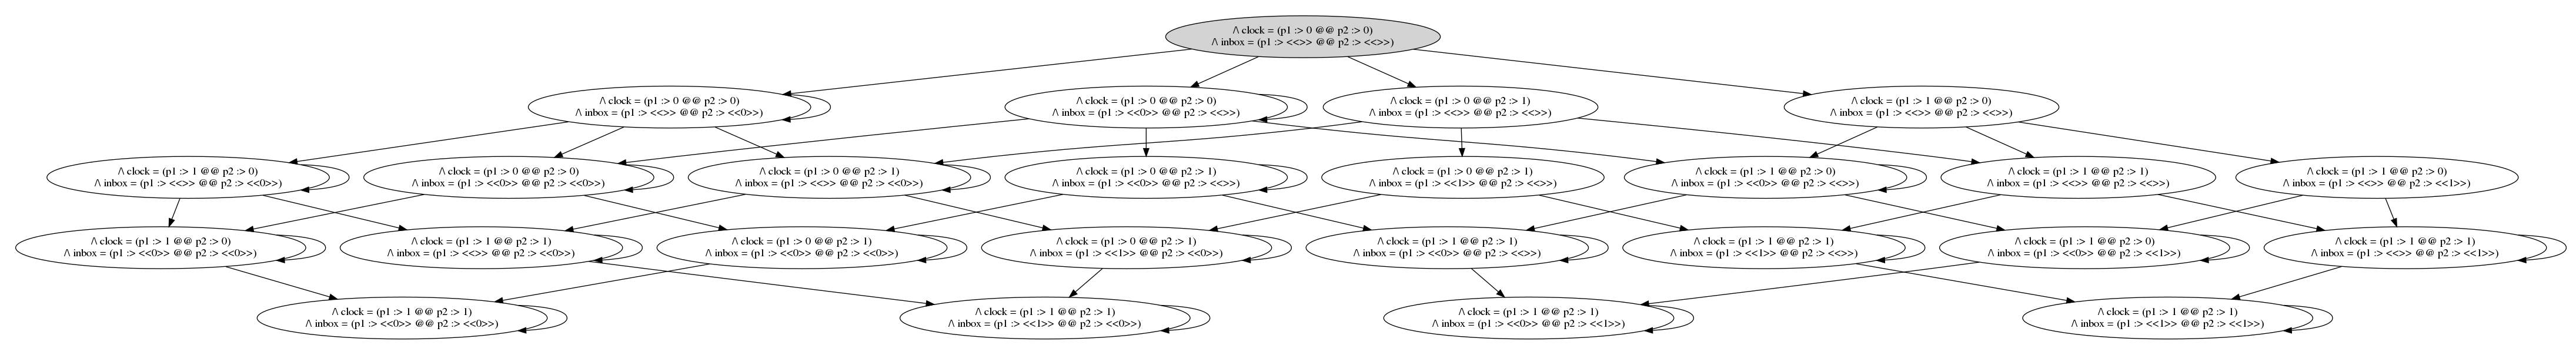 /\ clock = (p1 :> 0 @@ p2 :> 0)
/\ inbox = (p1 :> <<>> @@ p2 :> <<>>)
/\ clock = (p1 :> 0 @@ p2 :> 0)
/\ inbox = (p1 :> <<>> @@ p2 :> <<0>>)
/\ clock = (p1 :> 0 @@ p2 :> 0)
/\ inbox = (p1 :> <<0>> @@ p2 :> <<>>)
/\ clock = (p1 :> 0 @@ p2 :> 1)
/\ inbox = (p1 :> <<>> @@ p2 :> <<>>)
/\ clock = (p1 :> 1 @@ p2 :> 0)
/\ inbox = (p1 :> <<>> @@ p2 :> <<>>)
/\ clock = (p1 :> 1 @@ p2 :> 0)
/\ inbox = (p1 :> <<>> @@ p2 :> <<0>>)
/\ clock = (p1 :> 0 @@ p2 :> 0)
/\ inbox = (p1 :> <<0>> @@ p2 :> <<0>>)
/\ clock = (p1 :> 0 @@ p2 :> 1)
/\ inbox = (p1 :> <<>> @@ p2 :> <<0>>)
/\ clock = (p1 :> 0 @@ p2 :> 1)
/\ inbox = (p1 :> <<0>> @@ p2 :> <<>>)
/\ clock = (p1 :> 0 @@ p2 :> 1)
/\ inbox = (p1 :> <<1>> @@ p2 :> <<>>)
/\ clock = (p1 :> 1 @@ p2 :> 0)
/\ inbox = (p1 :> <<0>> @@ p2 :> <<>>)
/\ clock = (p1 :> 1 @@ p2 :> 1)
/\ inbox = (p1 :> <<>> @@ p2 :> <<>>)
/\ clock = (p1 :> 1 @@ p2 :> 0)
/\ inbox = (p1 :> <<>> @@ p2 :> <<1>>)
/\ clock = (p1 :> 1 @@ p2 :> 0)
/\ inbox = (p1 :> <<0>> @@ p2 :> <<0>>)
/\ clock = (p1 :> 1 @@ p2 :> 1)
/\ inbox = (p1 :> <<>> @@ p2 :> <<0>>)
/\ clock = (p1 :> 0 @@ p2 :> 1)
/\ inbox = (p1 :> <<0>> @@ p2 :> <<0>>)
/\ clock = (p1 :> 0 @@ p2 :> 1)
/\ inbox = (p1 :> <<1>> @@ p2 :> <<0>>)
/\ clock = (p1 :> 1 @@ p2 :> 1)
/\ inbox = (p1 :> <<0>> @@ p2 :> <<>>)
/\ clock = (p1 :> 1 @@ p2 :> 1)
/\ inbox = (p1 :> <<1>> @@ p2 :> <<>>)
/\ clock = (p1 :> 1 @@ p2 :> 0)
/\ inbox = (p1 :> <<0>> @@ p2 :> <<1>>)
/\ clock = (p1 :> 1 @@ p2 :> 1)
/\ inbox = (p1 :> <<>> @@ p2 :> <<1>>)
/\ clock = (p1 :> 1 @@ p2 :> 1)
/\ inbox = (p1 :> <<0>> @@ p2 :> <<0>>)
/\ clock = (p1 :> 1 @@ p2 :> 1)
/\ inbox = (p1 :> <<1>> @@ p2 :> <<0>>)
/\ clock = (p1 :> 1 @@ p2 :> 1)
/\ inbox = (p1 :> <<0>> @@ p2 :> <<1>>)
/\ clock = (p1 :> 1 @@ p2 :> 1)
/\ inbox = (p1 :> <<1>> @@ p2 :> <<1>>)